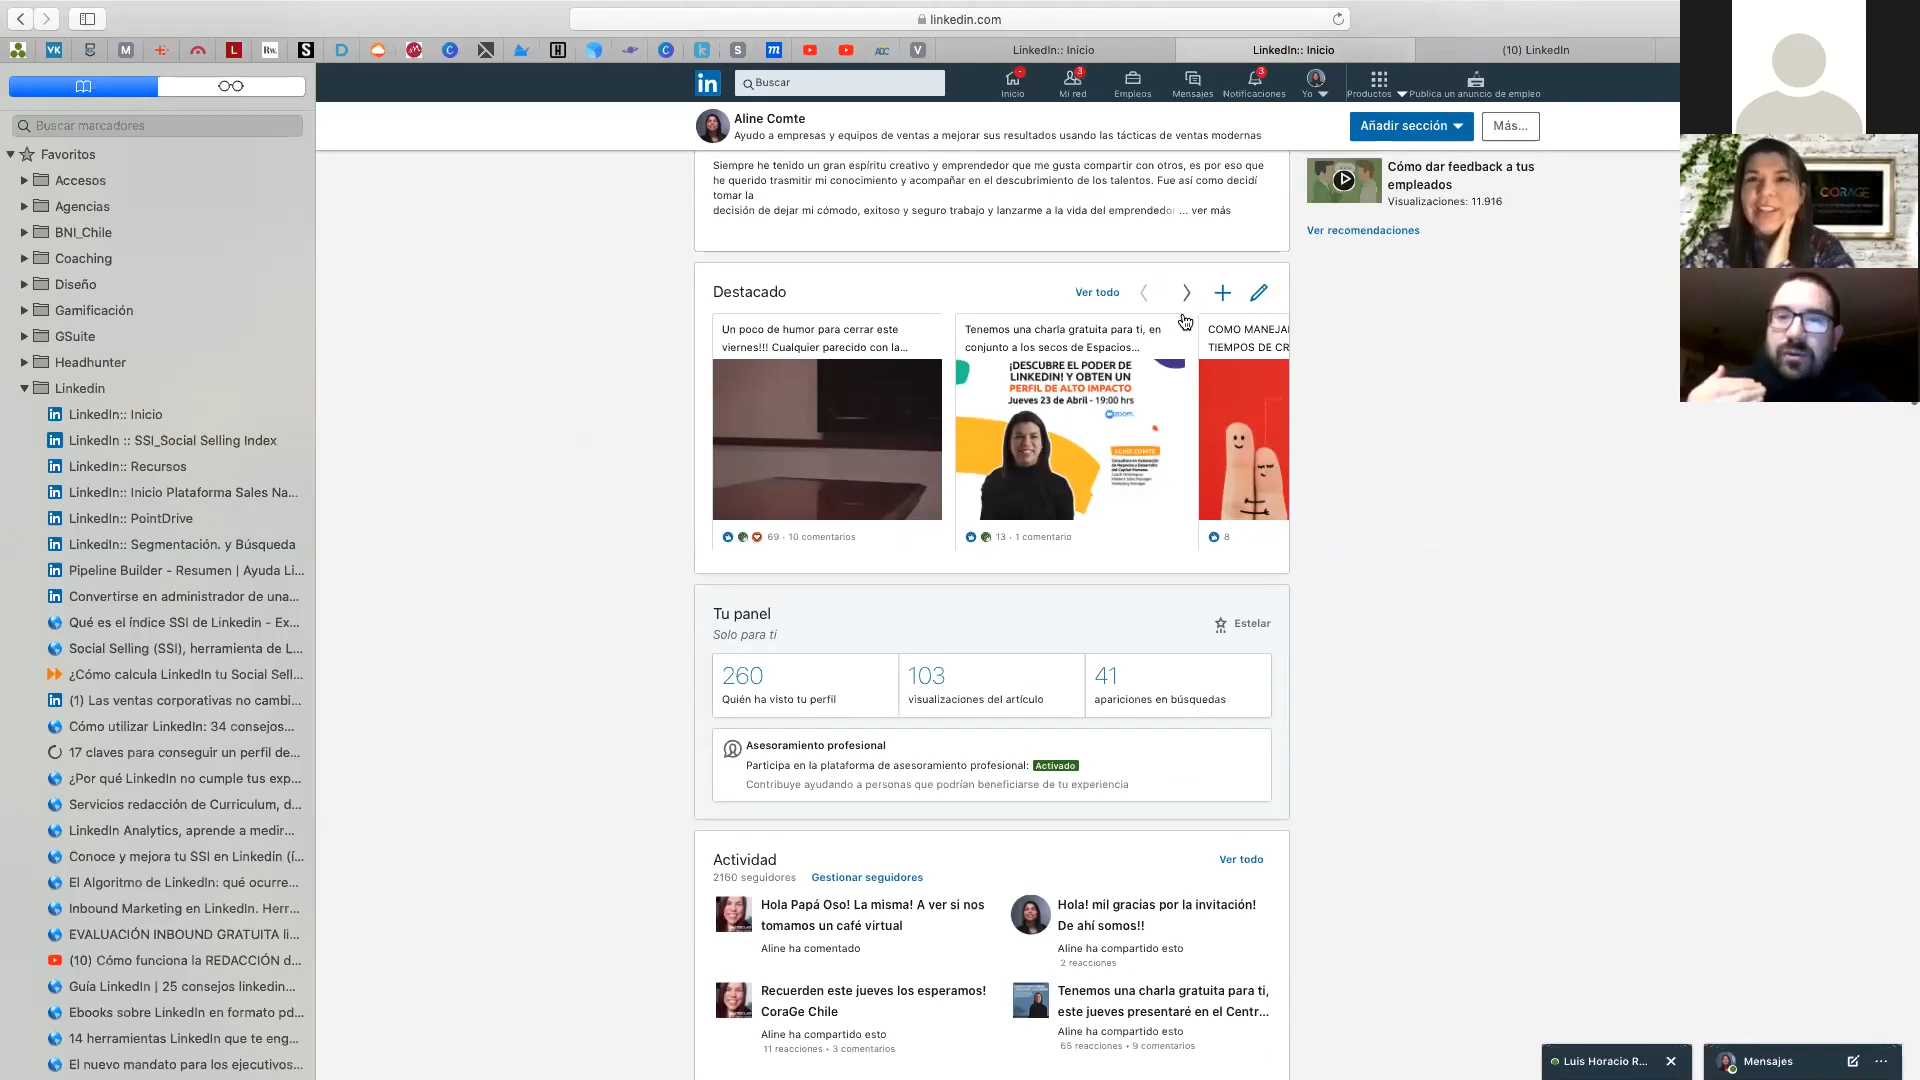 linkedin.com
VK
M
L
Rw.
S
D
C
H
C
k
S
m
ADC
V
LinkedIn:: Inicio
LinkedIn:: Inicio
(10) LinkedIn
Buscar marcadores
Favoritos
Accesos
Agencias
BNI_Chile
Coaching
Diseño
Gamificación
GSuite
Headhunter
Linkedin
LinkedIn:: Inicio
LinkedIn :: SSI_Social Selling Index
LinkedIn:: Recursos
LinkedIn:: Inicio Plataforma Sales Na...
LinkedIn:: PointDrive
LinkedIn:: Segmentación. y Búsqueda
Pipeline Builder - Resumen | Ayuda Li...
Convertirse en administrador de una...
Qué es el índice SSI de Linkedin - Ex...
Social Selling (SSI), herramienta de L...
¿Cómo calcula LinkedIn tu Social Sell...
(1) Las ventas corporativas no cambi...
Cómo utilizar LinkedIn: 34 consejos...
17 claves para conseguir un perfil de...
¿Por qué LinkedIn no cumple tus exp...
Servicios redacción de Curriculum, d...
LinkedIn Analytics, aprende a medir...
Conoce y mejora tu SSI en Linkedin (í...
El Algoritmo de LinkedIn: qué ocurre...
Inbound Marketing en LinkedIn. Herr...
EVALUACIÓN INBOUND GRATUITA li...
(10) Cómo funciona la REDACCIÓN d...
Guía LinkedIn | 25 consejos linkedin...
Ebooks sobre LinkedIn en formato pd...
14 herramientas LinkedIn que te eng...
El nuevo mandato para los ejecutivos...
in
Buscar
Inicio
3
Mi red
Empleos
Mensajes
3
Notificaciones
Yo
Productos
Publica un anuncio de empleo
Aline Comte
Ayudo a empresas y equipos de ventas a mejorar sus resultados usando las tácticas de ventas modernas
Añadir sección
Más...
Siempre he tenido un gran espíritu creativo y emprendedor que me gusta compartir con otros, es por eso que
he querido trasmitir mi conocimiento y acompañar en el descubrimiento de los talentos. Fue así como decidí
tomar la
decisión de dejar mi cómodo, exitoso y seguro trabajo y lanzarme a la vida del emprendedor ... ver más
Cómo dar feedback a tus
empleados
Visualizaciones: 11.916
Ver recomendaciones
Destacado
Ver todo
Un poco de humor para cerrar este
viernes!!! Cualquier parecido con la...
69 · 10 comentarios
Tenemos una charla gratuita para ti, en
conjunto a los secos de Espacios...
¡DESCUBRE EL PODER DE
LINKEDIN! Y OBTEN UN
PERFIL DE ALTO IMPACTO
Jueves 23 de Abril - 19:00 hrs
zoom
ALINE COMTE
13 · 1 comentario
COMO MANEJA
TIEMPOS DE CR
8
Tu panel
Solo para ti
Estelar
260
Quién ha visto tu perfil
103
visualizaciones del artículo
41
apariciones en búsquedas
Asesoramiento profesional
Participa en la plataforma de asesoramiento profesional: Activado
Contribuye ayudando a personas que podrían beneficiarse de tu experiencia
Actividad
Ver todo
2160 seguidores
Gestionar seguidores
Hola Papá Oso! La misma! A ver si nos
tomamos un café virtual
Aline ha comentado
Hola! mil gracias por la invitación!
De ahí somos!!
Aline ha compartido esto
2 reacciones
Recuerden este jueves los esperamos!
CoraGe Chile
Aline ha compartido esto
11 reacciones • 3 comentarios
Tenemos una charla gratuita para ti,
este jueves presentaré en el Centr...
Aline ha compartido esto
65 reacciones • 9 comentarios
CORAGE
Luis Horacio R...
Mensajes